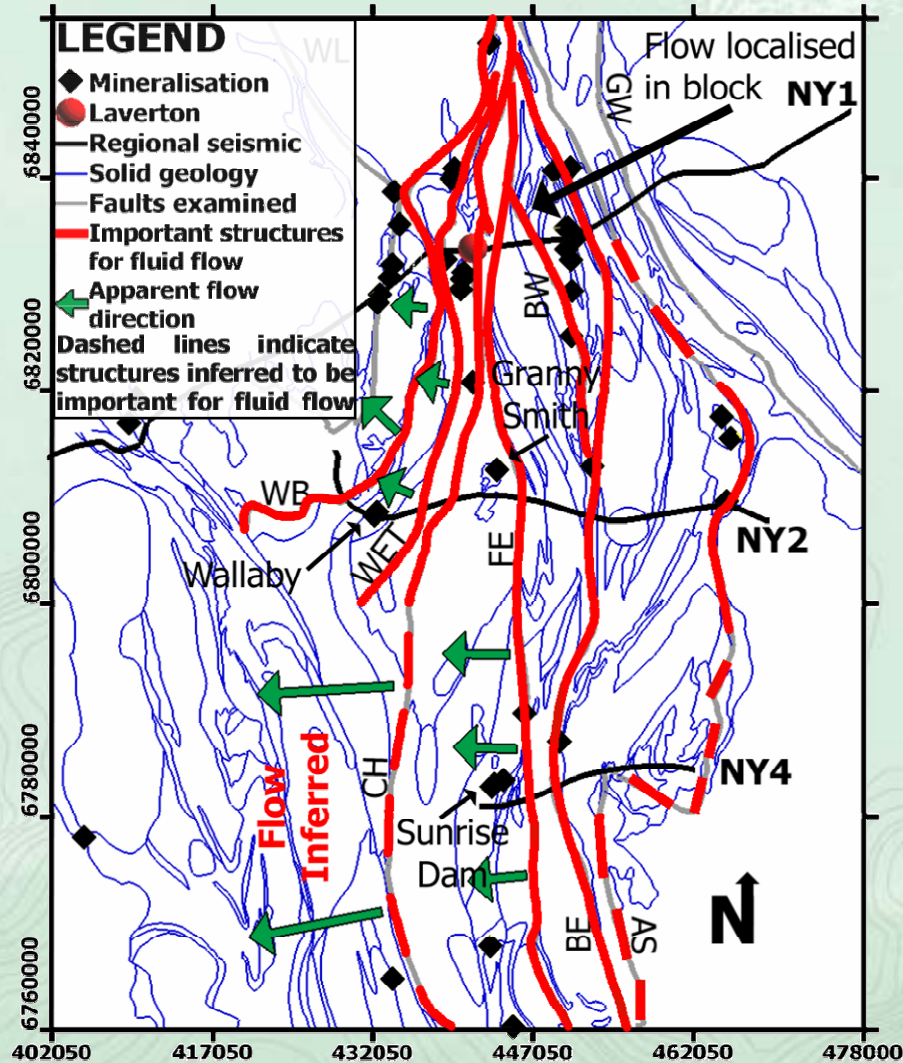 LEGEND
Mineralisation
Laverton
Regional seismic
Solid geology
Faults examined
Important structures
for fluid flow
Apparent flow
direction
Dashed lines indicate
structures inferred to be
important for fluid flow
WL
Flow localised
in block
NY1
GW
BW
Granny
Smith
WB
Wallaby
WET
FE
NY2
CH
Flow
Inferred
NY4
Sunrise
Dam
BE
AS
N
6840000
6820000
6800000
6780000
6760000
402050
417050
432050
447050
462050
478000